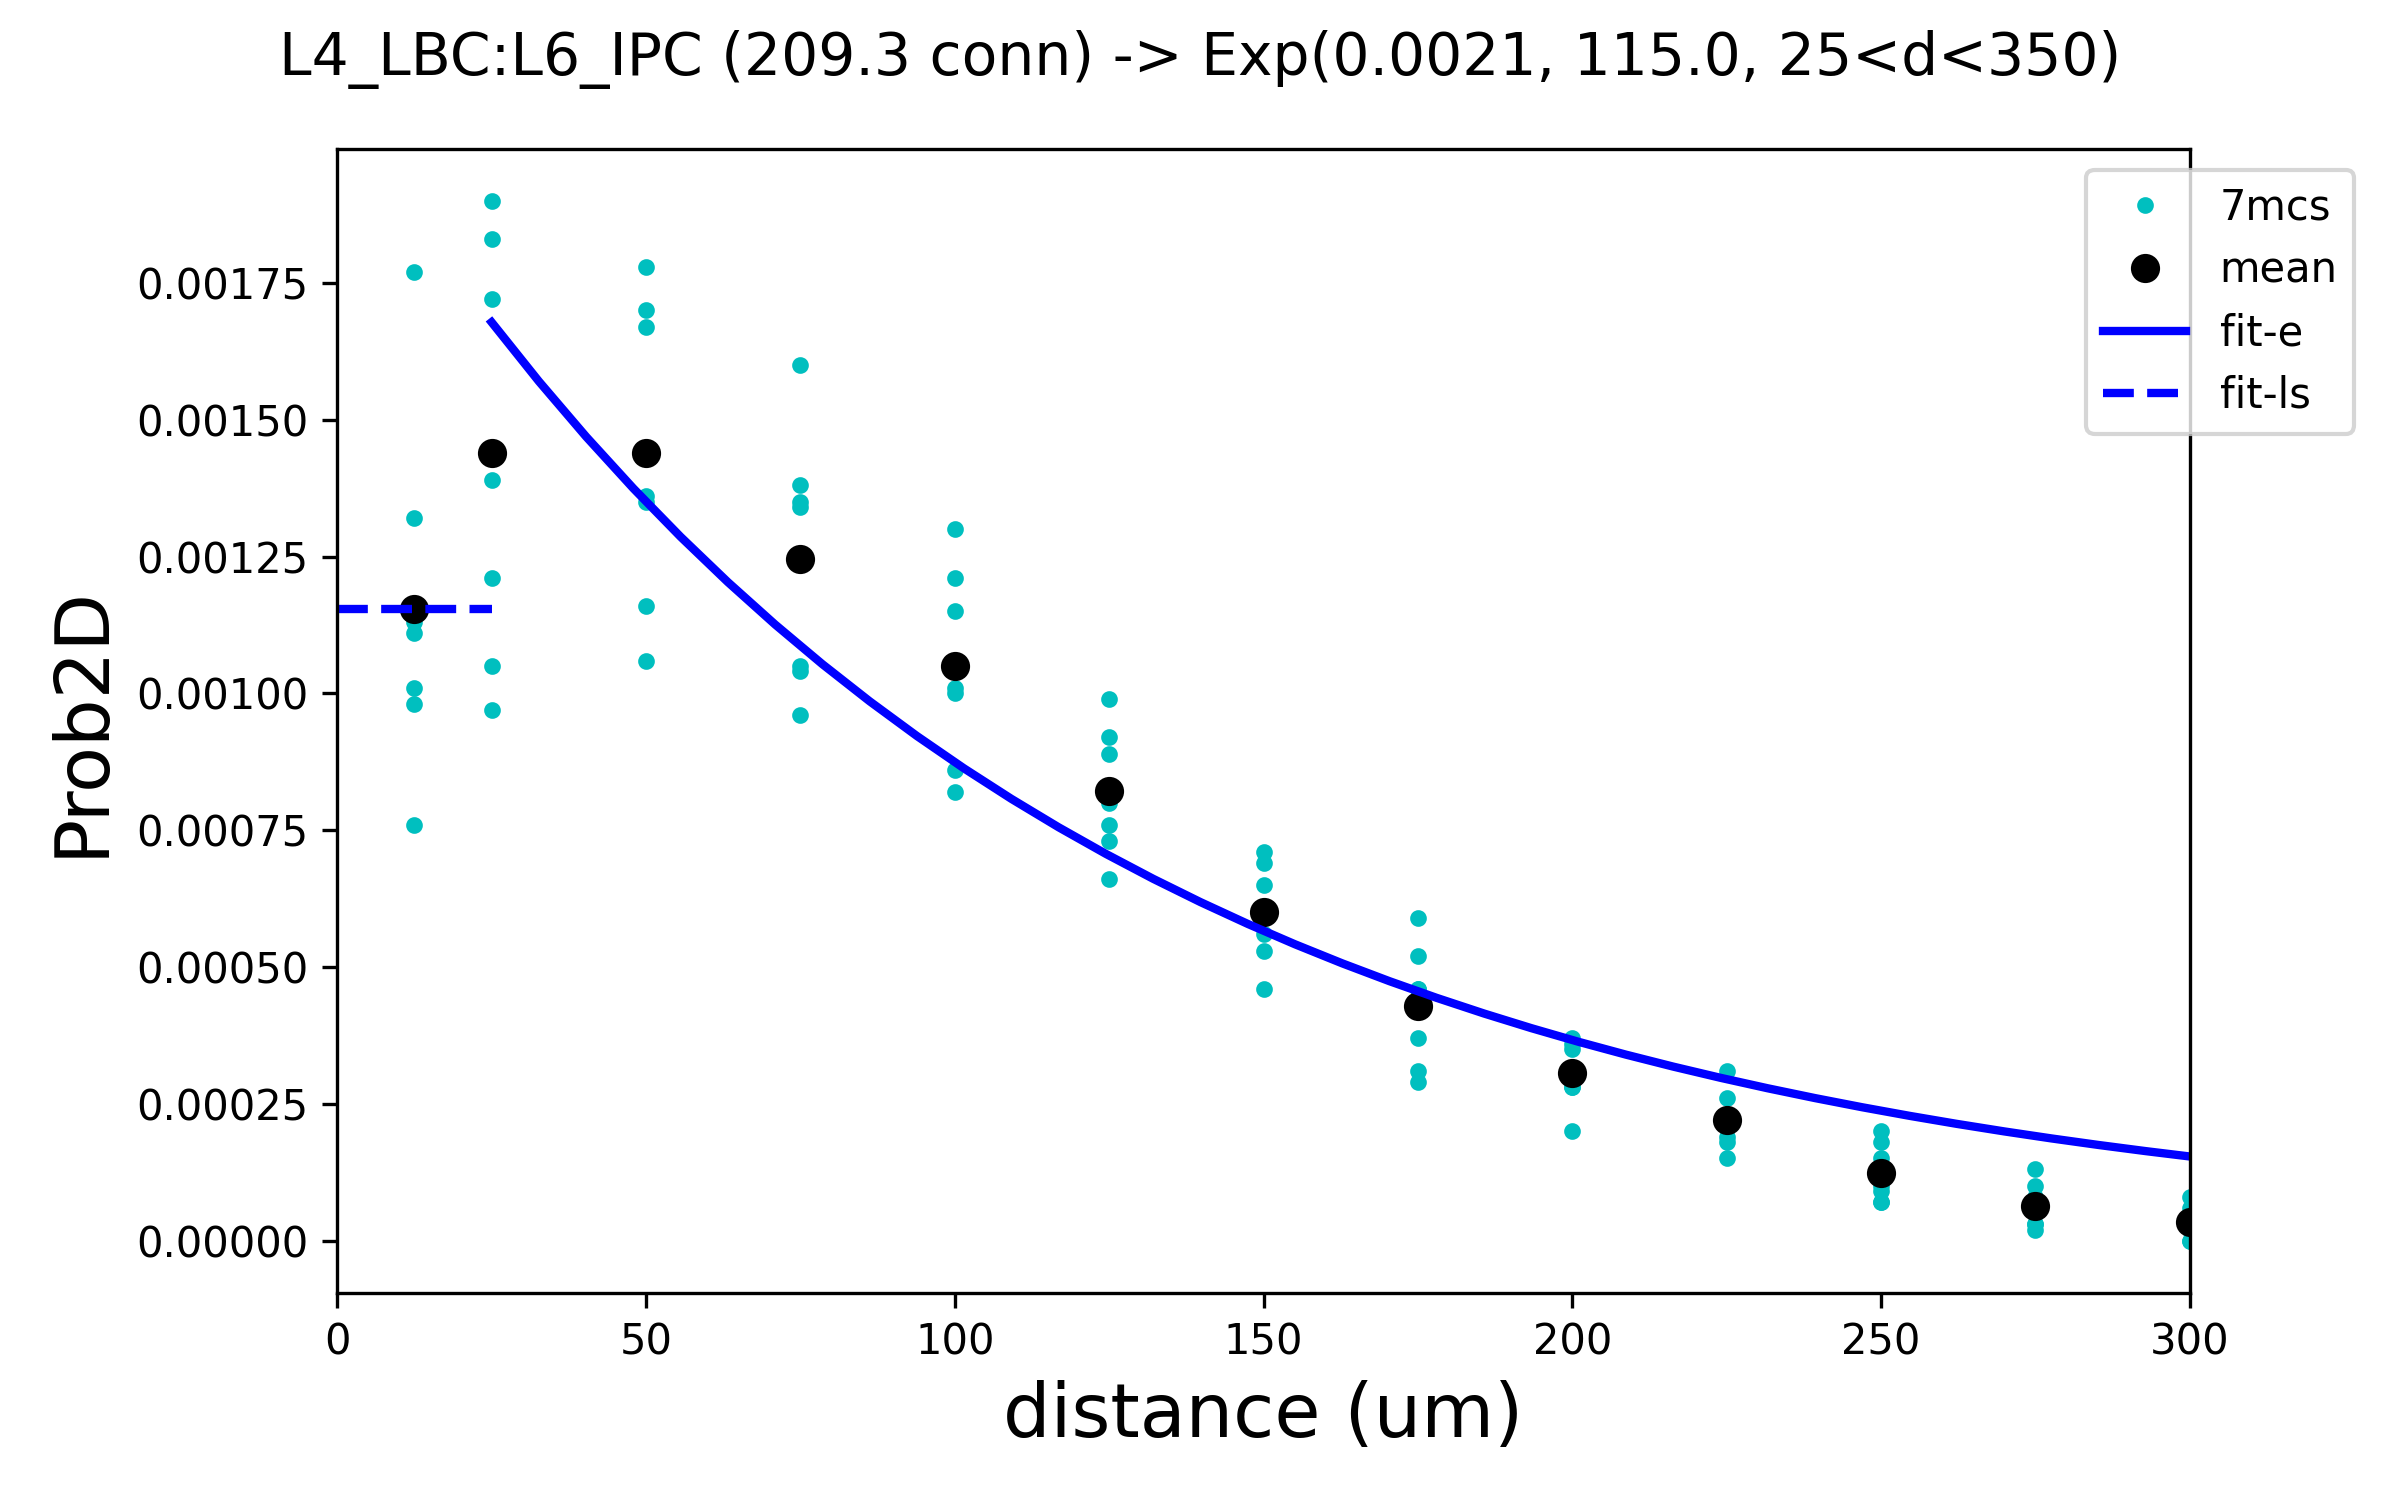 L4_LBC:L6_IPC (209.3 conn) -> Exp(0.0021, 115.0, 25<d<350)
7mcs
mean
fit-e
fit-ls
Prob2D
0.00175
0.00150
0.00125
0.00100
0.00075
0.00050
0.00025
0.00000
0 50 100 150 200 250 300
distance (um)